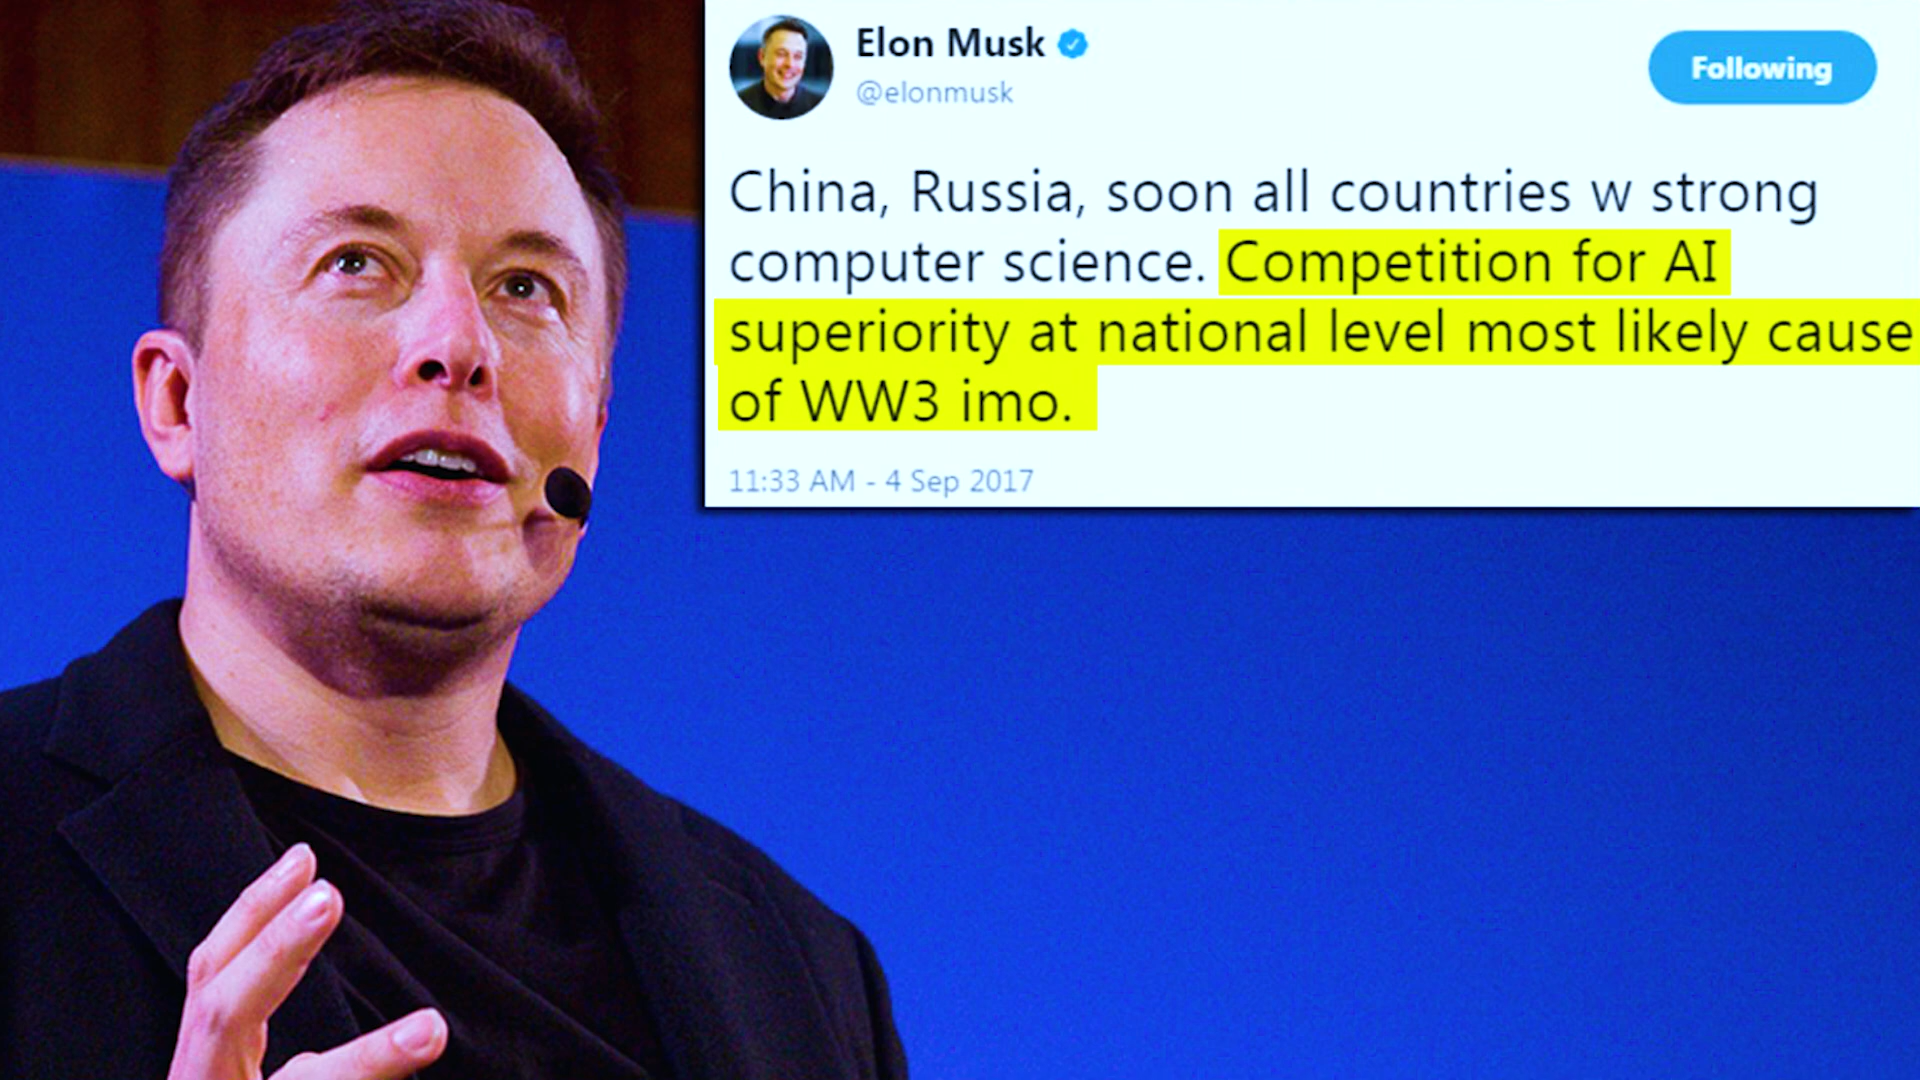 Elon Musk
@elonmusk
Following
China, Russia, soon all countries w strong
computer science. Competition for AI
superiority at national level most likely cause
of WW3 imo.
11:33 AM - 4 Sep 2017